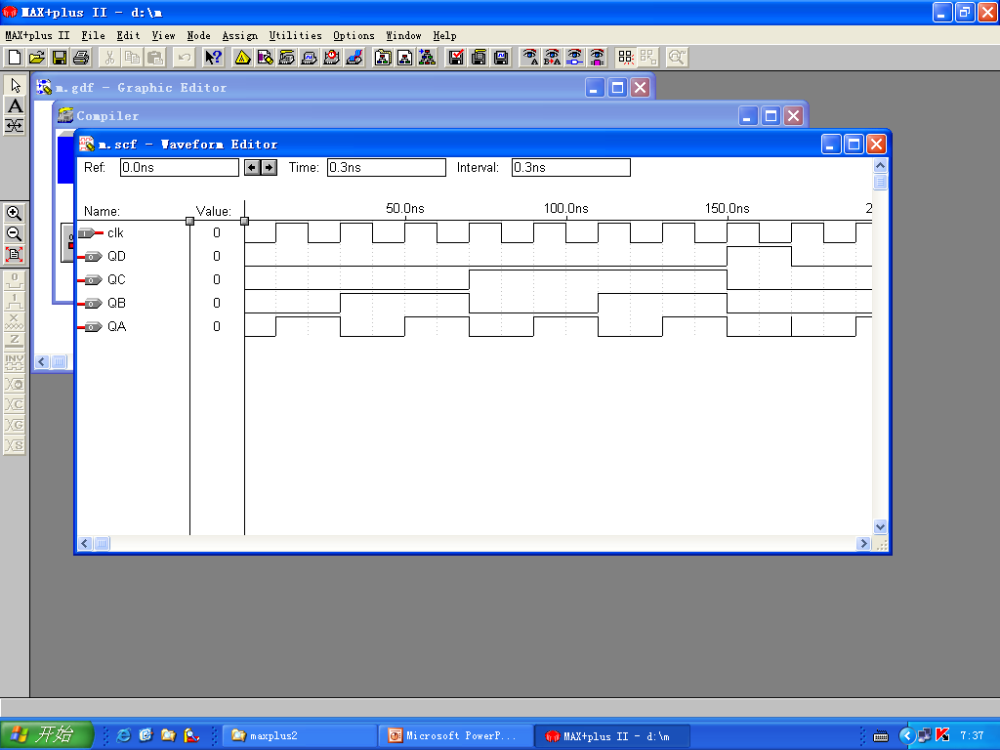 MAX+plus II - d:\m
MAX+plus II File Edit View Node Assign Utilities Options Window Help
m.gdf - Graphic Editor
Compiler
m.scf - Waveform Editor
Ref: 0.0ns Time: 0.3ns Interval: 0.3ns
Name: Value: 50.0ns 100.0ns 150.0ns 2
clk 0
QD 0
QC 0
QB 0
QA 0
A
0
1
X
Z
INV
开始 maxplus2 Microsoft PowerP... MAX+plus II - d:\m 7:37